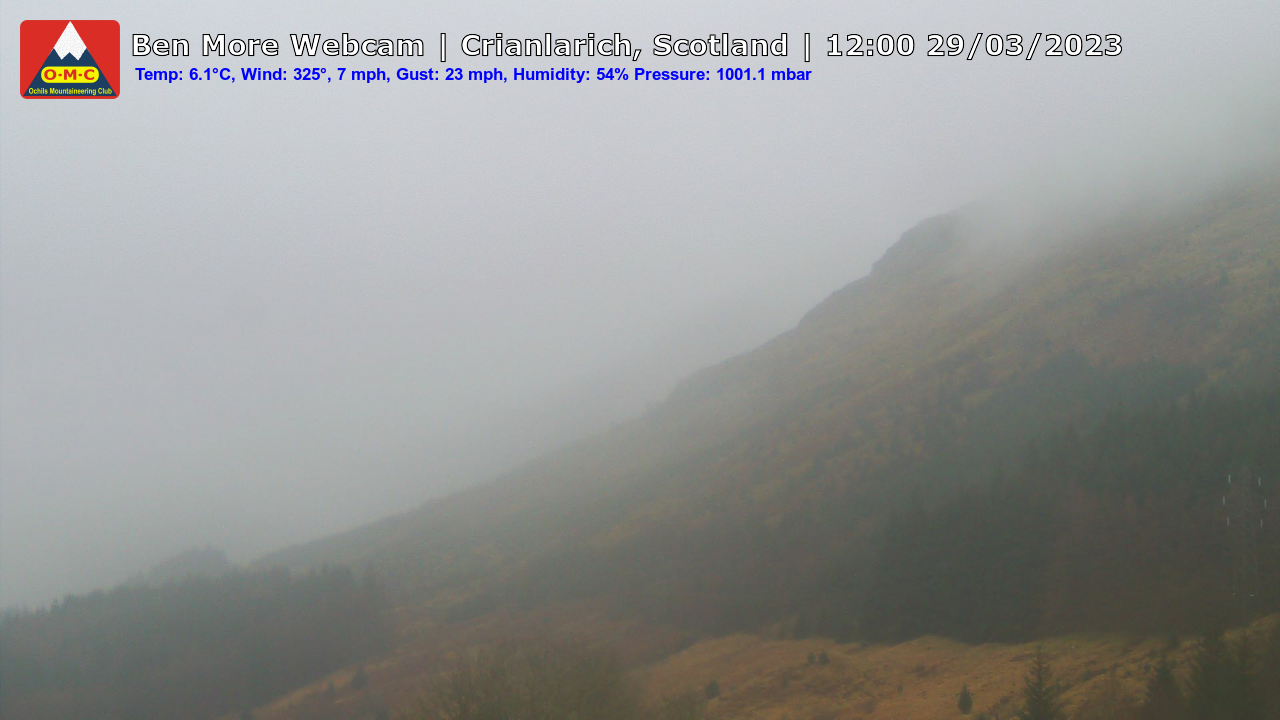 Ben More Webcam | Crianlarich, Scotland | 12:00 29/03/2023
Temp: 6.1°C, Wind: 325°, 7 mph, Gust: 23 mph, Humidity: 54% Pressure: 1001.1 mbar
O-M-C
Ochils Mountaineering Club